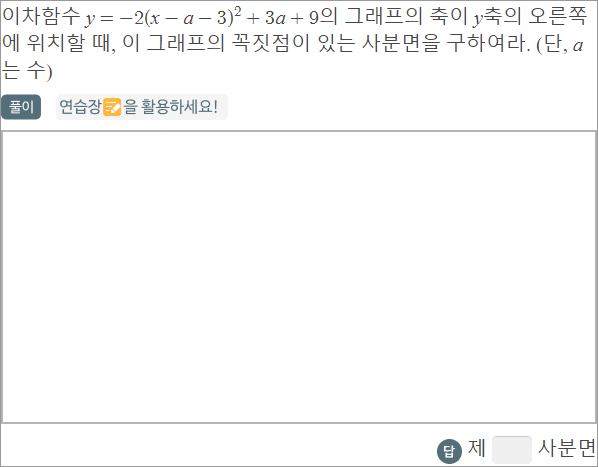 이차함수 y = −2(x − a − 3)² + 3a + 9의 그래프의 축이 y축의 오른쪽
에 위치할 때, 이 그래프의 꼭짓점이 있는 사분면을 구하여라. (단, a
는 수)
풀이 연습장을 활용하세요!
답 제 사분면